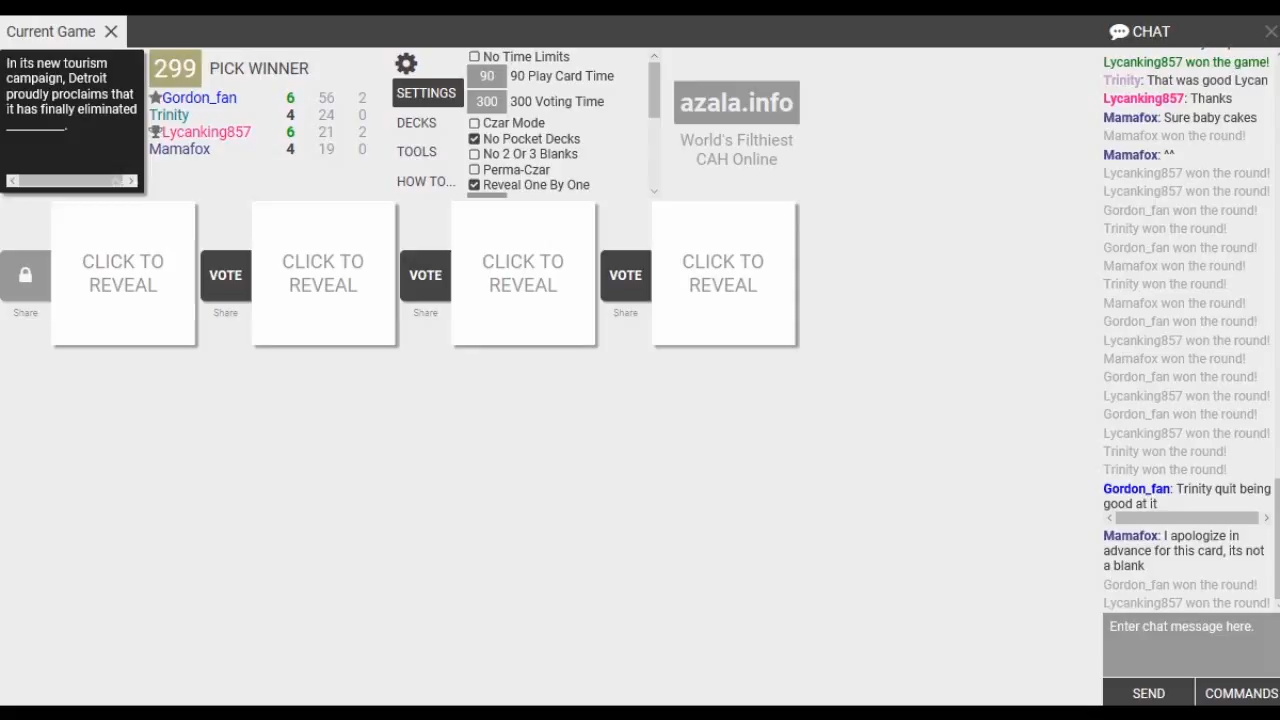 Current Game
CHAT
In its new tourism
campaign, Detroit
proudly proclaims that
it has finally eliminated
_________.
299 PICK WINNER
Gordon_fan 6 56 2
Trinity 4 24 0
Lycanking857 6 21 2
Mamafox 4 19 0
SETTINGS
DECKS
TOOLS
HOW TO...
No Time Limits
90 90 Play Card Time
300 300 Voting Time
Czar Mode
No Pocket Decks
No 2 Or 3 Blanks
Perma-Czar
Reveal One By One
azala.info
World's Filthiest
CAH Online
CLICK TO
REVEAL
Share
VOTE
Share
CLICK TO
REVEAL
VOTE
Share
CLICK TO
REVEAL
VOTE
Share
CLICK TO
REVEAL
Lycanking857 won the game!
Trinity: That was good Lycan
Lycanking857: Thanks
Mamafox: Sure baby cakes
Mamafox won the round!
Mamafox: ^^
Lycanking857 won the round!
Lycanking857 won the round!
Gordon_fan won the round!
Trinity won the round!
Gordon_fan won the round!
Mamafox won the round!
Trinity won the round!
Mamafox won the round!
Gordon_fan won the round!
Lycanking857 won the round!
Mamafox won the round!
Gordon_fan won the round!
Lycanking857 won the round!
Gordon_fan won the round!
Lycanking857 won the round!
Trinity won the round!
Trinity won the round!
Gordon_fan: Trinity quit being
good at it
Mamafox: I apologize in
advance for this card, its not
a blank
Gordon_fan won the round!
Lycanking857 won the round!
Enter chat message here.
SEND
COMMANDS